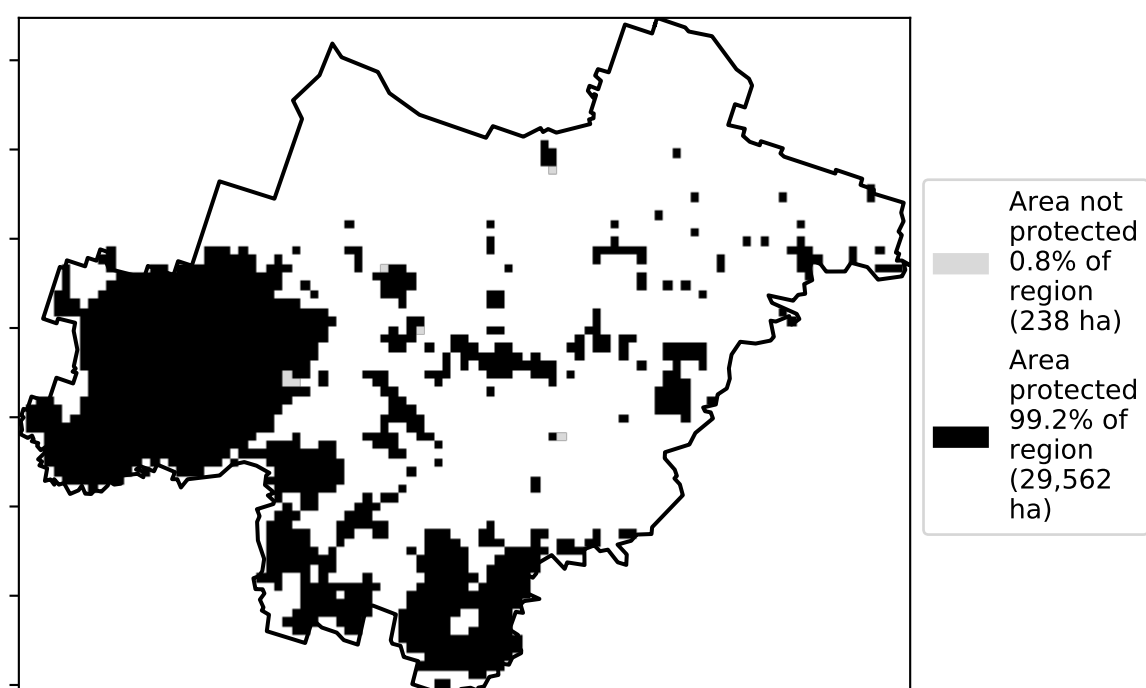 Area not
protected
0.8% of
region
(238 ha)
Area
protected
99.2% of
region
(29,562
ha)